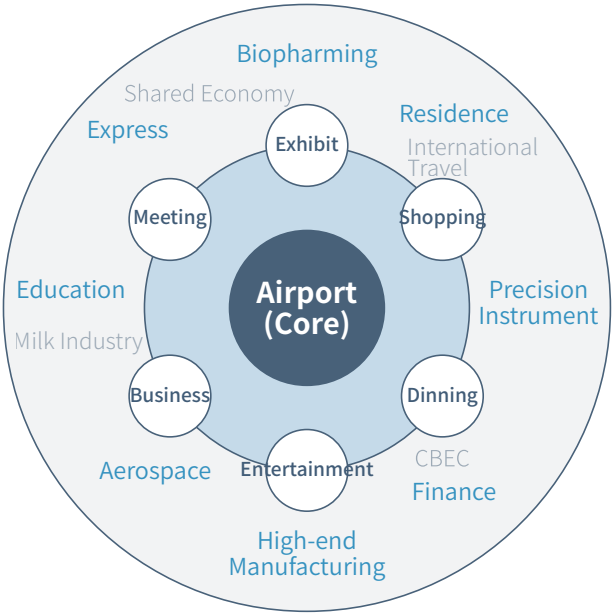 Biopharming
Shared Economy
Express
Residence
International
Travel
Exhibit
Meeting
Shopping
Education
Airport
(Core)
Precision
Instrument
Milk Industry
Business
Dinning
Aerospace
Entertainment
CBEC
Finance
High-end
Manufacturing